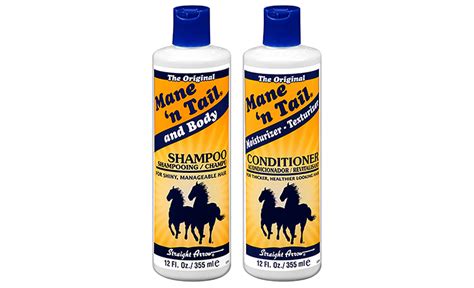 The Original
Mane 'n Tail
and Body
SHAMPOO
SHAMPOOING / CHAMPÚ
FOR SHINY, MANAGEABLE HAIR
Straight Arrow
12 Fl. Oz./ 355 ml e
The Original
Mane 'n Tail
Moisturizer - Texturizer
CONDITIONER
ACONDICIONADOR / REVITALISANT
FOR THICKER, HEALTHIER LOOKING HAIR
Straight Arrow
12 Fl. Oz./ 355 ml e